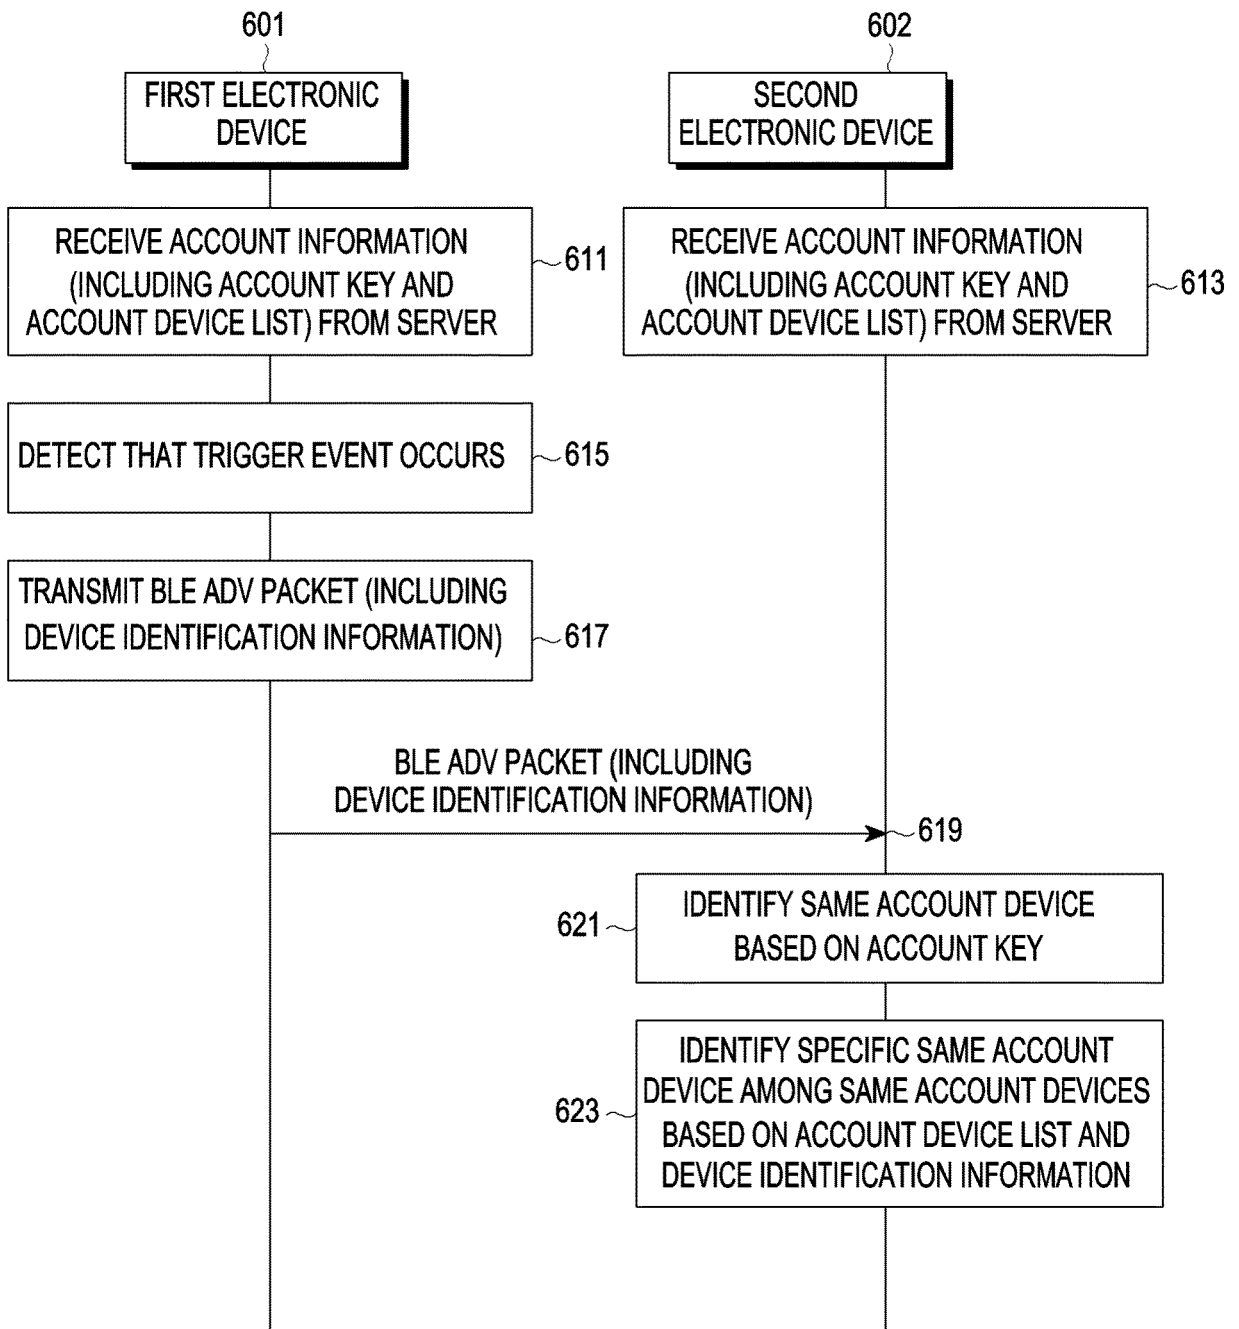 601
602
FIRST ELECTRONIC
DEVICE
SECOND
ELECTRONIC DEVICE
RECEIVE ACCOUNT INFORMATION
(INCLUDING ACCOUNT KEY AND
ACCOUNT DEVICE LIST) FROM SERVER
611
RECEIVE ACCOUNT INFORMATION
(INCLUDING ACCOUNT KEY AND
ACCOUNT DEVICE LIST) FROM SERVER
613
DETECT THAT TRIGGER EVENT OCCURS
615
TRANSMIT BLE ADV PACKET (INCLUDING
DEVICE IDENTIFICATION INFORMATION)
617
BLE ADV PACKET (INCLUDING
DEVICE IDENTIFICATION INFORMATION)
619
621
IDENTIFY SAME ACCOUNT DEVICE
BASED ON ACCOUNT KEY
623
IDENTIFY SPECIFIC SAME ACCOUNT
DEVICE AMONG SAME ACCOUNT DEVICES
BASED ON ACCOUNT DEVICE LIST AND
DEVICE IDENTIFICATION INFORMATION